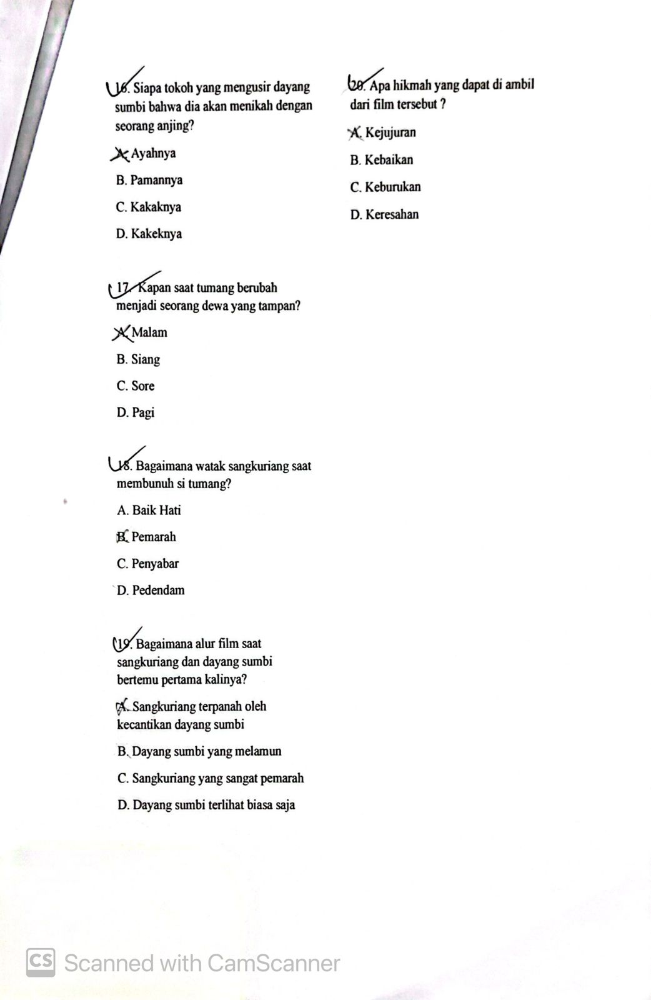 16. Siapa tokoh yang mengusir dayang
sumbi bahwa dia akan menikah dengan
seorang anjing?
A. Ayahnya
B. Pamannya
C. Kakaknya
D. Kakeknya
17. Kapan saat tumang berubah
menjadi seorang dewa yang tampan?
A. Malam
B. Siang
C. Sore
D. Pagi
18. Bagaimana watak sangkuriang saat
membunuh si tumang?
A. Baik Hati
B. Pemarah
C. Penyabar
D. Pedendam
19. Bagaimana alur film saat
sangkuriang dan dayang sumbi
bertemu pertama kalinya?
A. Sangkuriang terpanah oleh
kecantikan dayang sumbi
B. Dayang sumbi yang melamun
C. Sangkuriang yang sangat pemarah
D. Dayang sumbi terlihat biasa saja
20. Apa hikmah yang dapat di ambil
dari film tersebut ?
A. Kejujuran
B. Kebaikan
C. Keburukan
D. Keresahan
CS Scanned with CamScanner